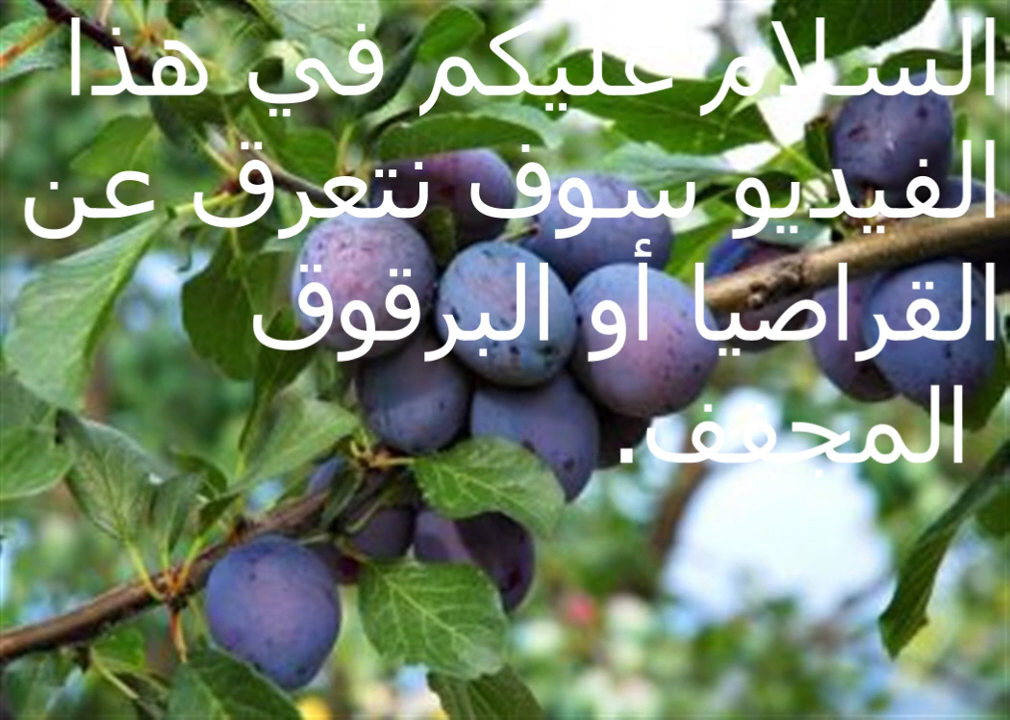 السلام عليكم في هذا
الفيديو سوف نتعرق عن
القراصيا أو البرقوق
المجفف.